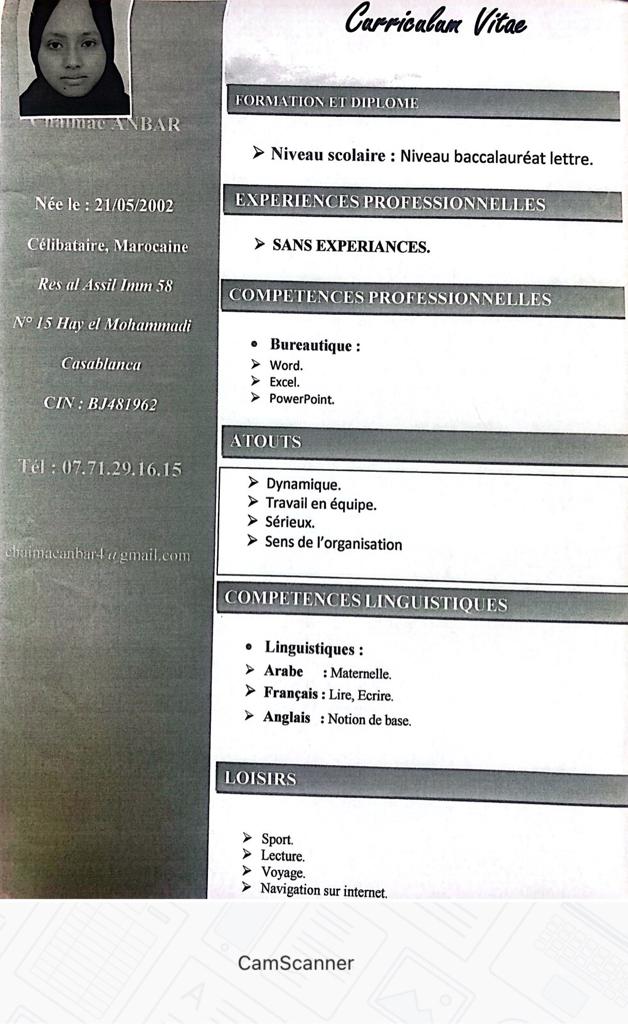 Curriculum Vitae
Chaimae ANBAR
Née le : 21/05/2002
Célibataire, Marocaine
Res al Assil Imm 58
N° 15 Hay el Mohammadi
Casablanca
CIN : BJ481962
Tél : 07.71.29.16.15
chaimaeanbar4@gmail.com
FORMATION ET DIPLOME
➤ Niveau scolaire : Niveau baccalauréat lettre.
EXPERIENCES PROFESSIONNELLES
➤ SANS EXPERIANCES.
COMPETENCES PROFESSIONNELLES
• Bureautique :
➤ Word.
➤ Excel.
➤ PowerPoint.
ATOUTS
➤ Dynamique.
➤ Travail en équipe.
➤ Sérieux.
➤ Sens de l'organisation
COMPETENCES LINGUISTIQUES
• Linguistiques :
➤ Arabe : Maternelle.
➤ Français : Lire, Ecrire.
➤ Anglais : Notion de base.
LOISIRS
➤ Sport.
➤ Lecture.
➤ Voyage.
➤ Navigation sur internet.
CamScanner